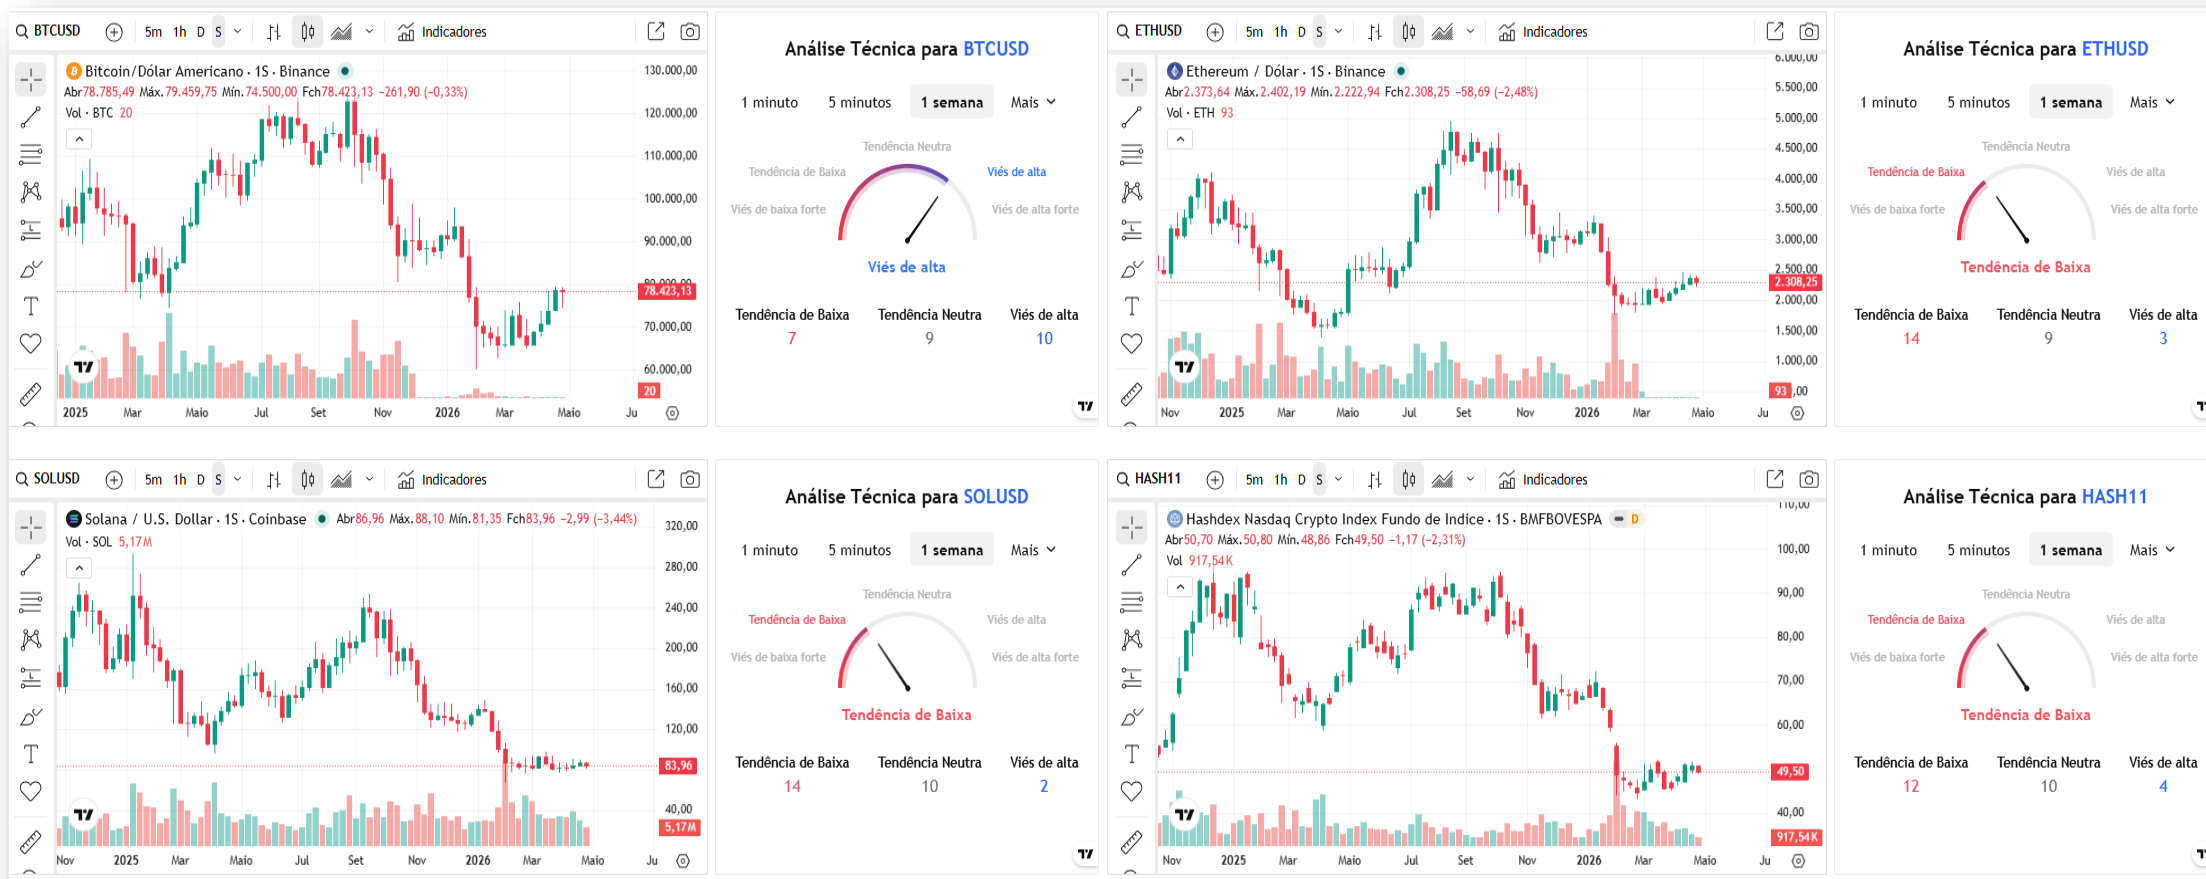 BTCUSD 5m 1h D S Indicadores
Bitcoin/Dólar Americano · 1S · Binance
Abr78.785,49 Máx.79.459,75 Mín.74.500,00 Fch78.423,13 −261,90 (−0,33%)
Vol · BTC 20
130.000,00
120.000,00
110.000,00
100.000,00
90.000,00
80.000,00
78.423,13
70.000,00
60.000,00
20
2025 Mar Maio Jul Set Nov 2026 Mar Maio Ju
Análise Técnica para BTCUSD
1 minuto 5 minutos 1 semana Mais
Tendência Neutra
Tendência de Baixa Viés de alta
Viés de baixa forte Viés de alta forte
Viés de alta
Tendência de Baixa Tendência Neutra Viés de alta
7 9 10
ETHUSD 5m 1h D S Indicadores
Ethereum / Dólar · 1S · Binance
Abr2.373,64 Máx.2.402,19 Mín.2.222,94 Fch2.308,25 −58,69 (−2,48%)
Vol · ETH 93
6.000,00
5.500,00
5.000,00
4.500,00
4.000,00
3.500,00
3.000,00
2.500,00
2.308,25
2.000,00
1.500,00
1.000,00
93 ,00
Nov 2025 Mar Maio Jul Set Nov 2026 Mar Maio Ju
Análise Técnica para ETHUSD
1 minuto 5 minutos 1 semana Mais
Tendência Neutra
Tendência de Baixa Viés de alta
Viés de baixa forte Viés de alta forte
Tendência de Baixa
Tendência de Baixa Tendência Neutra Viés de alta
14 9 3
SOLUSD 5m 1h D S Indicadores
Solana / U.S. Dollar · 1S · Coinbase Abr86,96 Máx.88,10 Mín.81,35 Fch83,96 −2,99 (−3,44%)
Vol · SOL 5,17M
320,00
280,00
240,00
200,00
160,00
120,00
83,96
40,00
5,17M
Nov 2025 Mar Maio Jul Set Nov 2026 Mar Maio Ju
Análise Técnica para SOLUSD
1 minuto 5 minutos 1 semana Mais
Tendência Neutra
Tendência de Baixa Viés de alta
Viés de baixa forte Viés de alta forte
Tendência de Baixa
Tendência de Baixa Tendência Neutra Viés de alta
14 10 2
HASH11 5m 1h D S Indicadores
Hashdex Nasdaq Crypto Index Fundo de Indice · 1S · BMFBOVESPA D
Abr50,70 Máx.50,80 Mín.48,86 Fch49,50 −1,17 (−2,31%)
Vol 917,54K
110,00
100,00
90,00
80,00
70,00
60,00
49,50
40,00
917,54K
Nov 2025 Mar Maio Jul Set Nov 2026 Mar Maio Ju
Análise Técnica para HASH11
1 minuto 5 minutos 1 semana Mais
Tendência Neutra
Tendência de Baixa Viés de alta
Viés de baixa forte Viés de alta forte
Tendência de Baixa
Tendência de Baixa Tendência Neutra Viés de alta
12 10 4